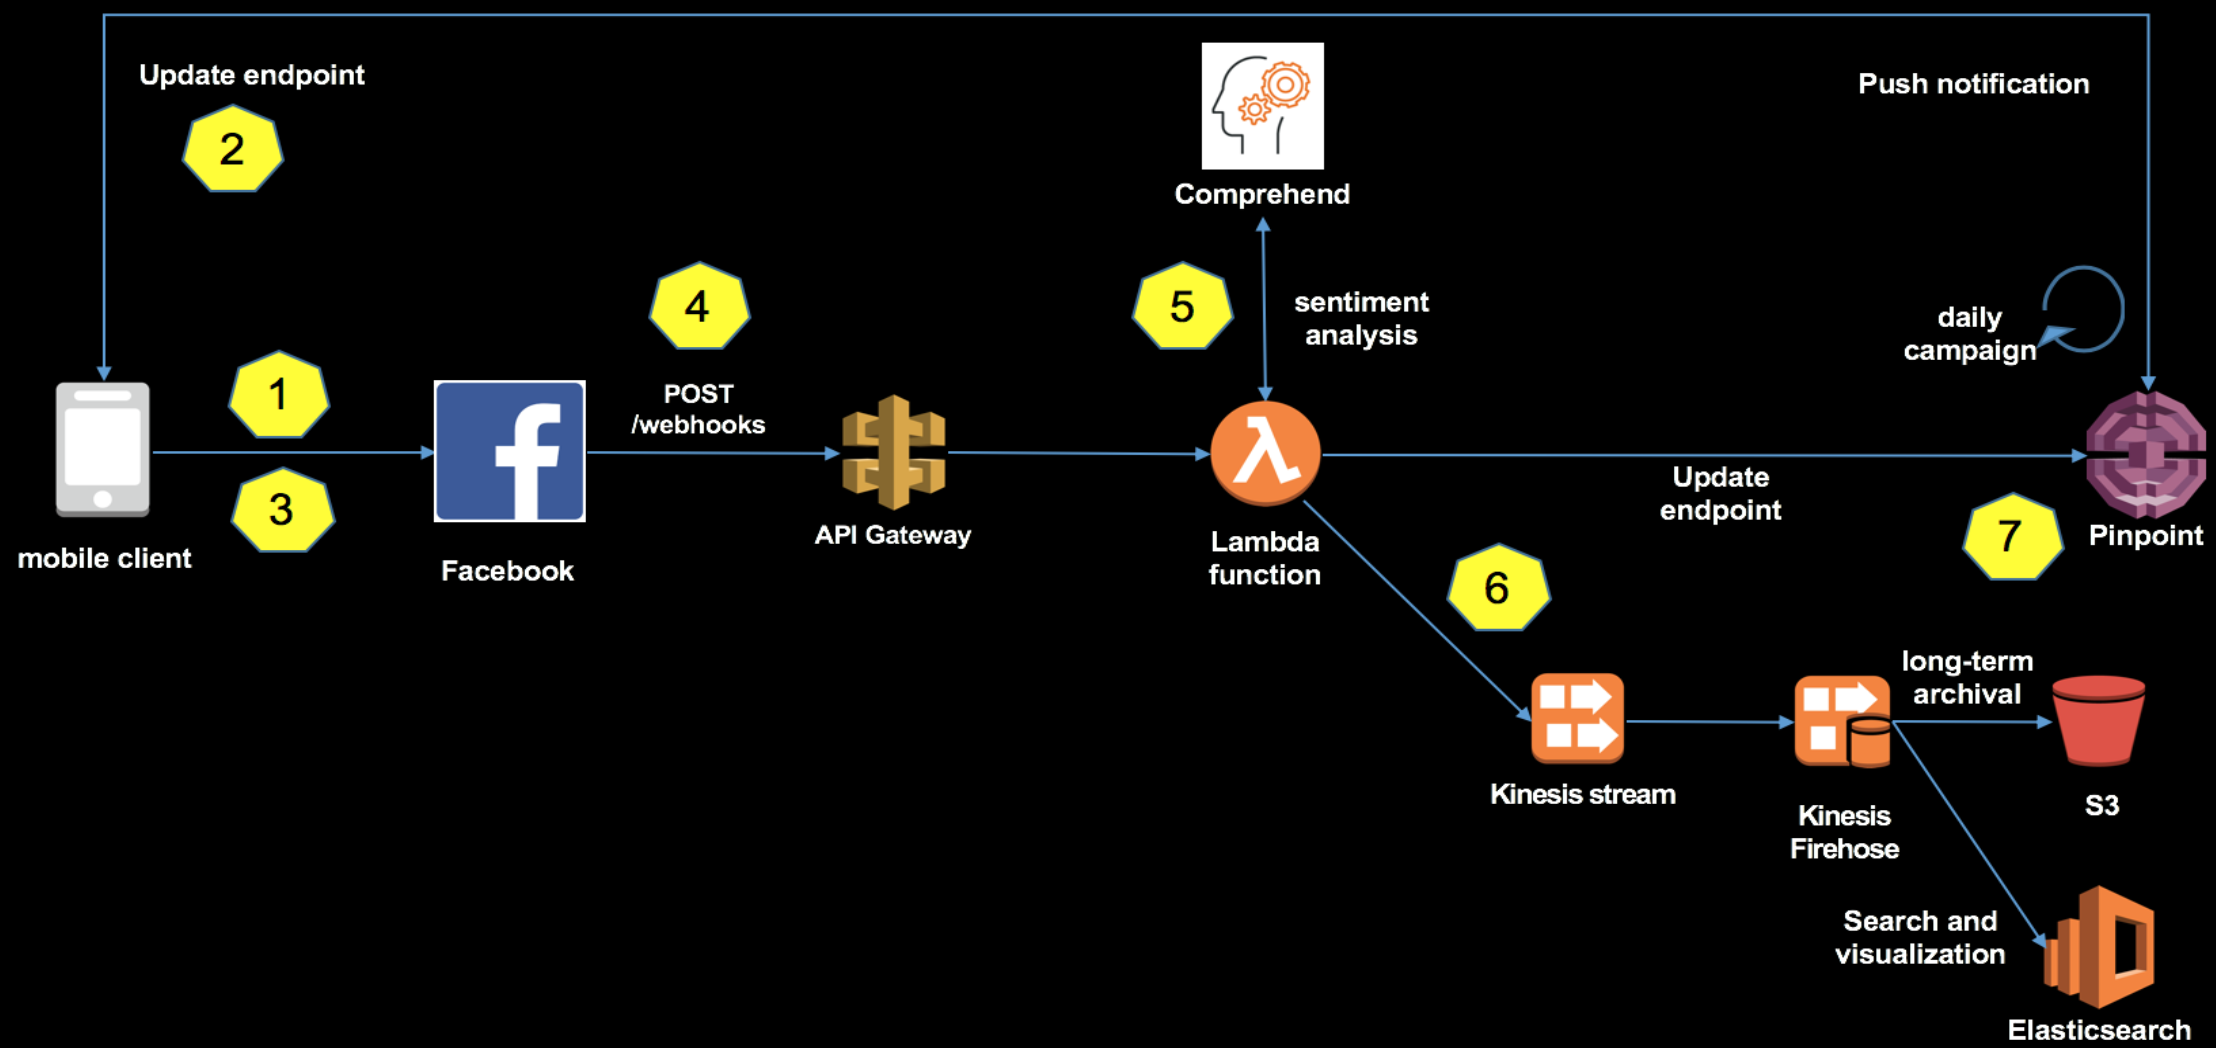 Update endpoint
2
Push notification
Comprehend
4
5
sentiment
analysis
daily
campaign
1
POST
/webhooks
3
mobile client
Facebook
API Gateway
Lambda
function
Update
endpoint
7
Pinpoint
6
long-term
archival
Kinesis stream
Kinesis
Firehose
S3
Search and
visualization
Elasticsearch